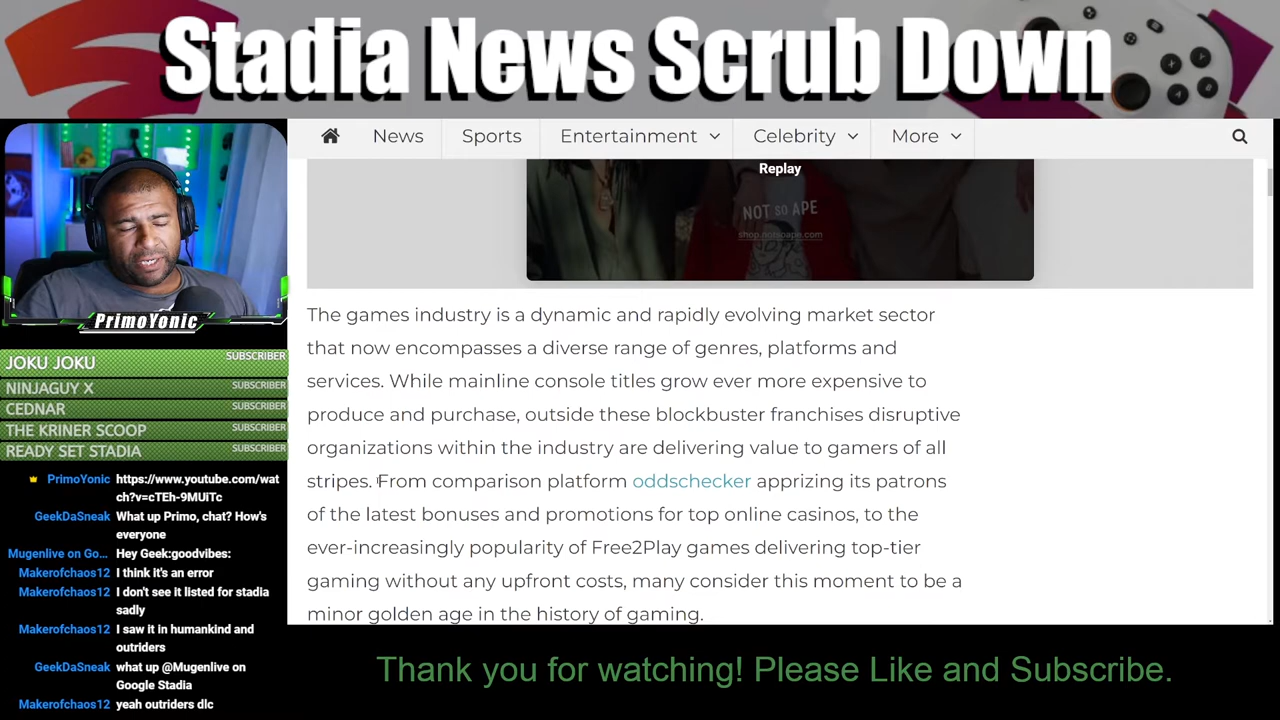 Stadia News Scrub Down
News Sports Entertainment Celebrity More
Replay
NOT SO APE
shop.notsoape.com
The games industry is a dynamic and rapidly evolving market sector
that now encompasses a diverse range of genres, platforms and
services. While mainline console titles grow ever more expensive to
produce and purchase, outside these blockbuster franchises disruptive
organizations within the industry are delivering value to gamers of all
stripes. From comparison platform oddschecker apprizing its patrons
of the latest bonuses and promotions for top online casinos, to the
ever-increasingly popularity of Free2Play games delivering top-tier
gaming without any upfront costs, many consider this moment to be a
minor golden age in the history of gaming.
PrimoYonic
JOKU JOKU SUBSCRIBER
NINJAGUY X SUBSCRIBER
CEDNAR SUBSCRIBER
THE KRINER SCOOP SUBSCRIBER
READY SET STADIA SUBSCRIBER
PrimoYonic https://www.youtube.com/wat
ch?v=cTEh-9MUiTc
GeekDaSneak What up Primo, chat? How's
everyone
Mugenlive on Go... Hey Geek:goodvibes:
Makerofchaos12 I think it's an error
Makerofchaos12 I don't see it listed for stadia
sadly
Makerofchaos12 I saw it in humankind and
outriders
GeekDaSneak what up @Mugenlive on
Google Stadia
Makerofchaos12 yeah outriders dlc
Thank you for watching! Please Like and Subscribe.